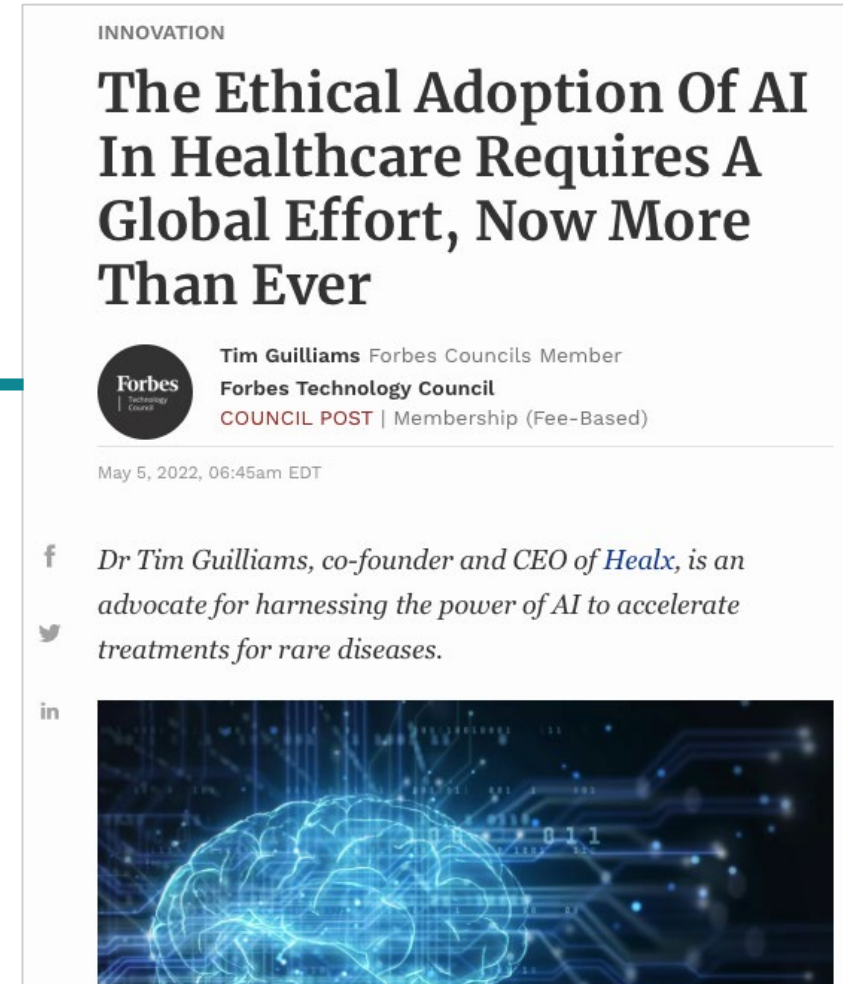 INNOVATION
The Ethical Adoption Of AI
In Healthcare Requires A
Global Effort, Now More
Than Ever
Forbes
Technology
Council
Tim Guilliams Forbes Councils Member
Forbes Technology Council
COUNCIL POST | Membership (Fee-Based)
May 5, 2022, 06:45am EDT
f
in
Dr Tim Guilliams, co-founder and CEO of Healx, is an
advocate for harnessing the power of AI to accelerate
treatments for rare diseases.
011